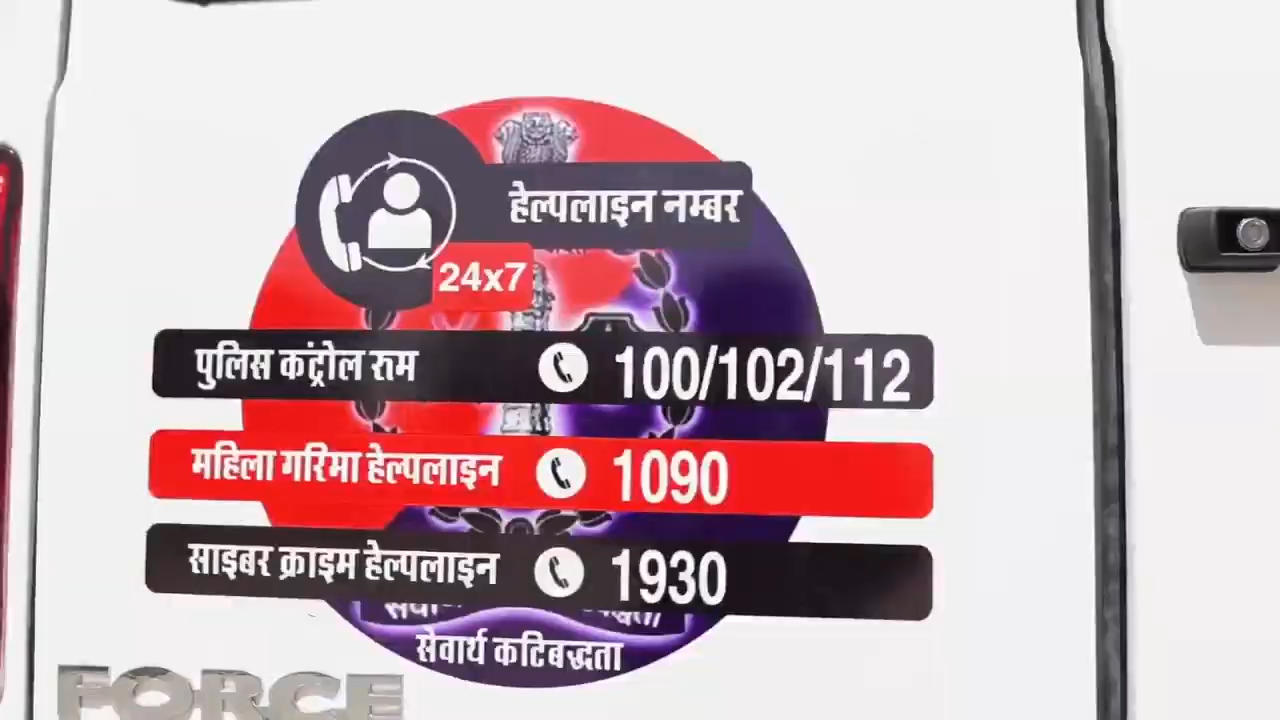 हेल्पलाइन नम्बर
24x7
पुलिस कंट्रोल रुम 100/102/112
महिला गरिमा हेल्पलाइन 1090
साइबर क्राइम हेल्पलाइन 1930
सेवार्थ कटिबद्धता
FORCE